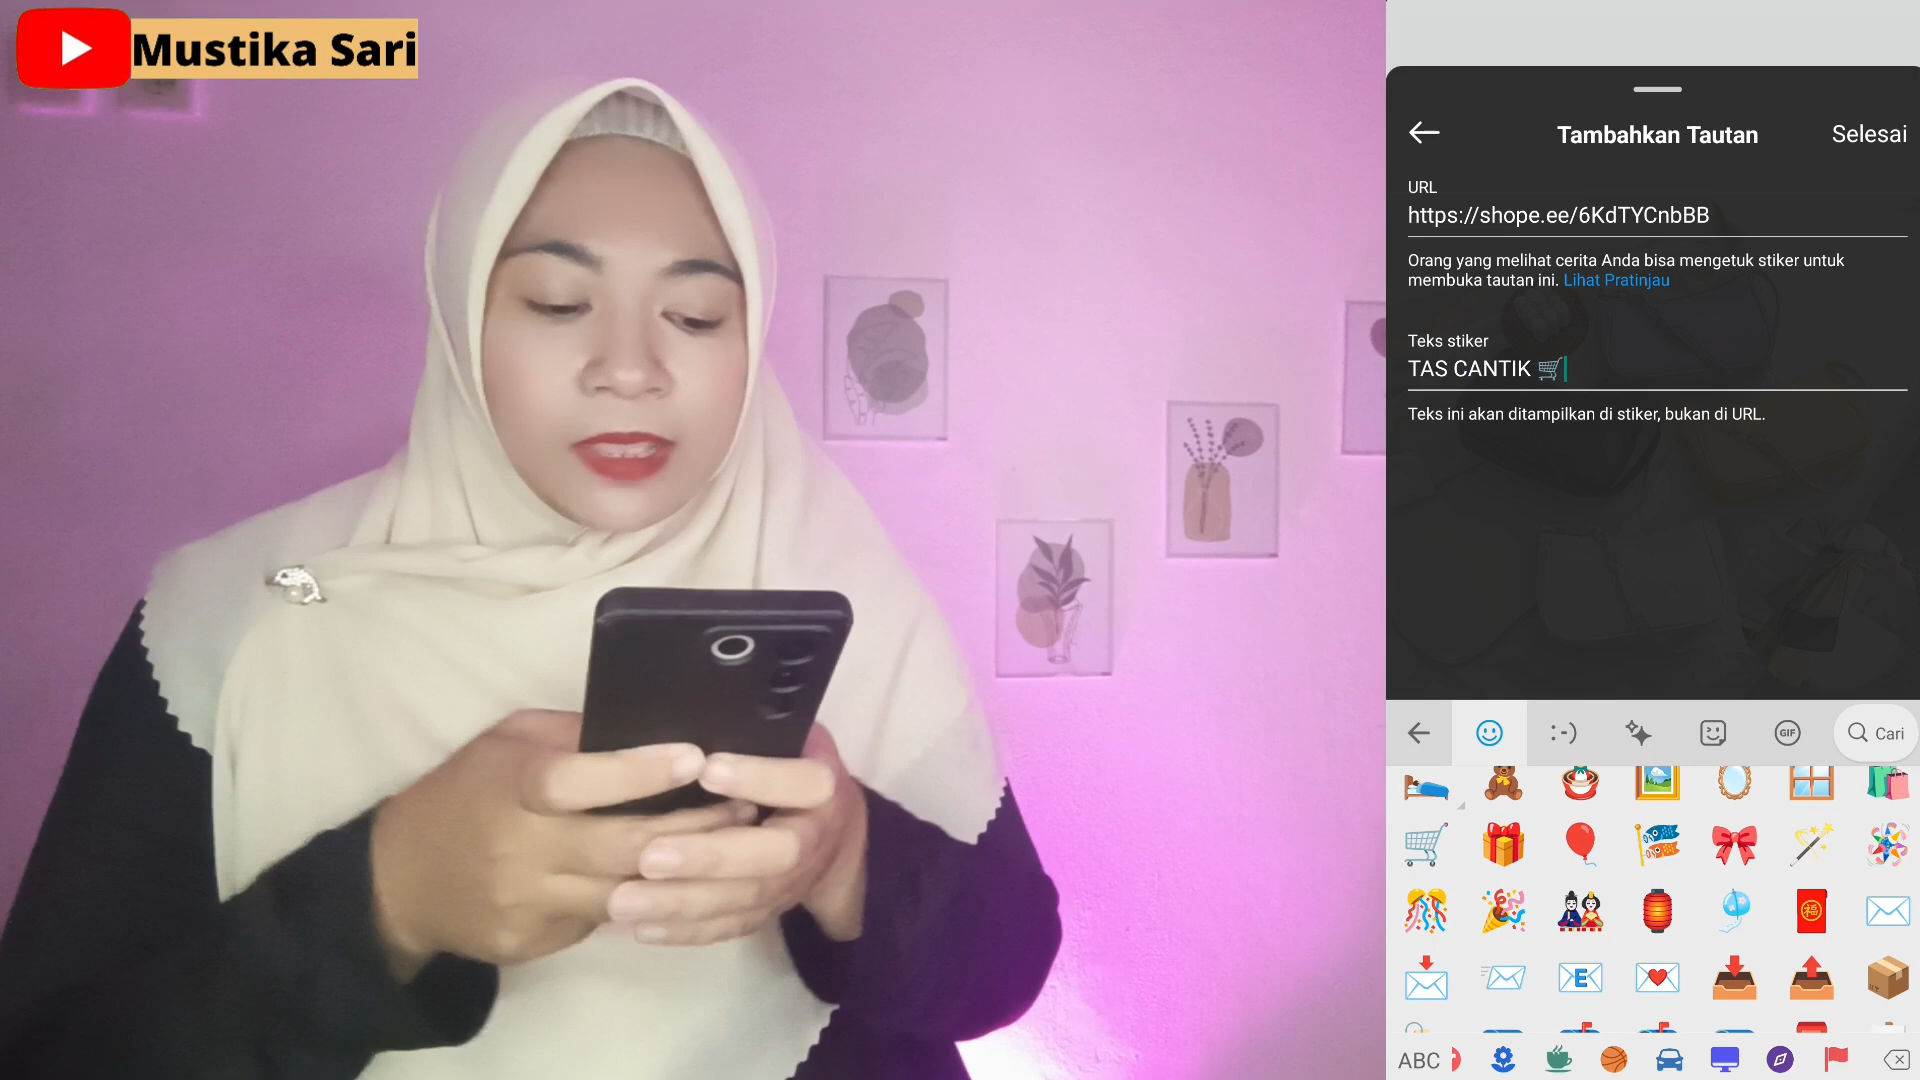 Mustika Sari
Tambahkan Tautan
Selesai
URL
https://shope.ee/6KdTYCnbBB
Orang yang melihat cerita Anda bisa mengetuk stiker untuk
membuka tautan ini. Lihat Pratinjau
Teks stiker
TAS CANTIK 🛒
Teks ini akan ditampilkan di stiker, bukan di URL.
:-)
GIF
Cari
福
E
ABC